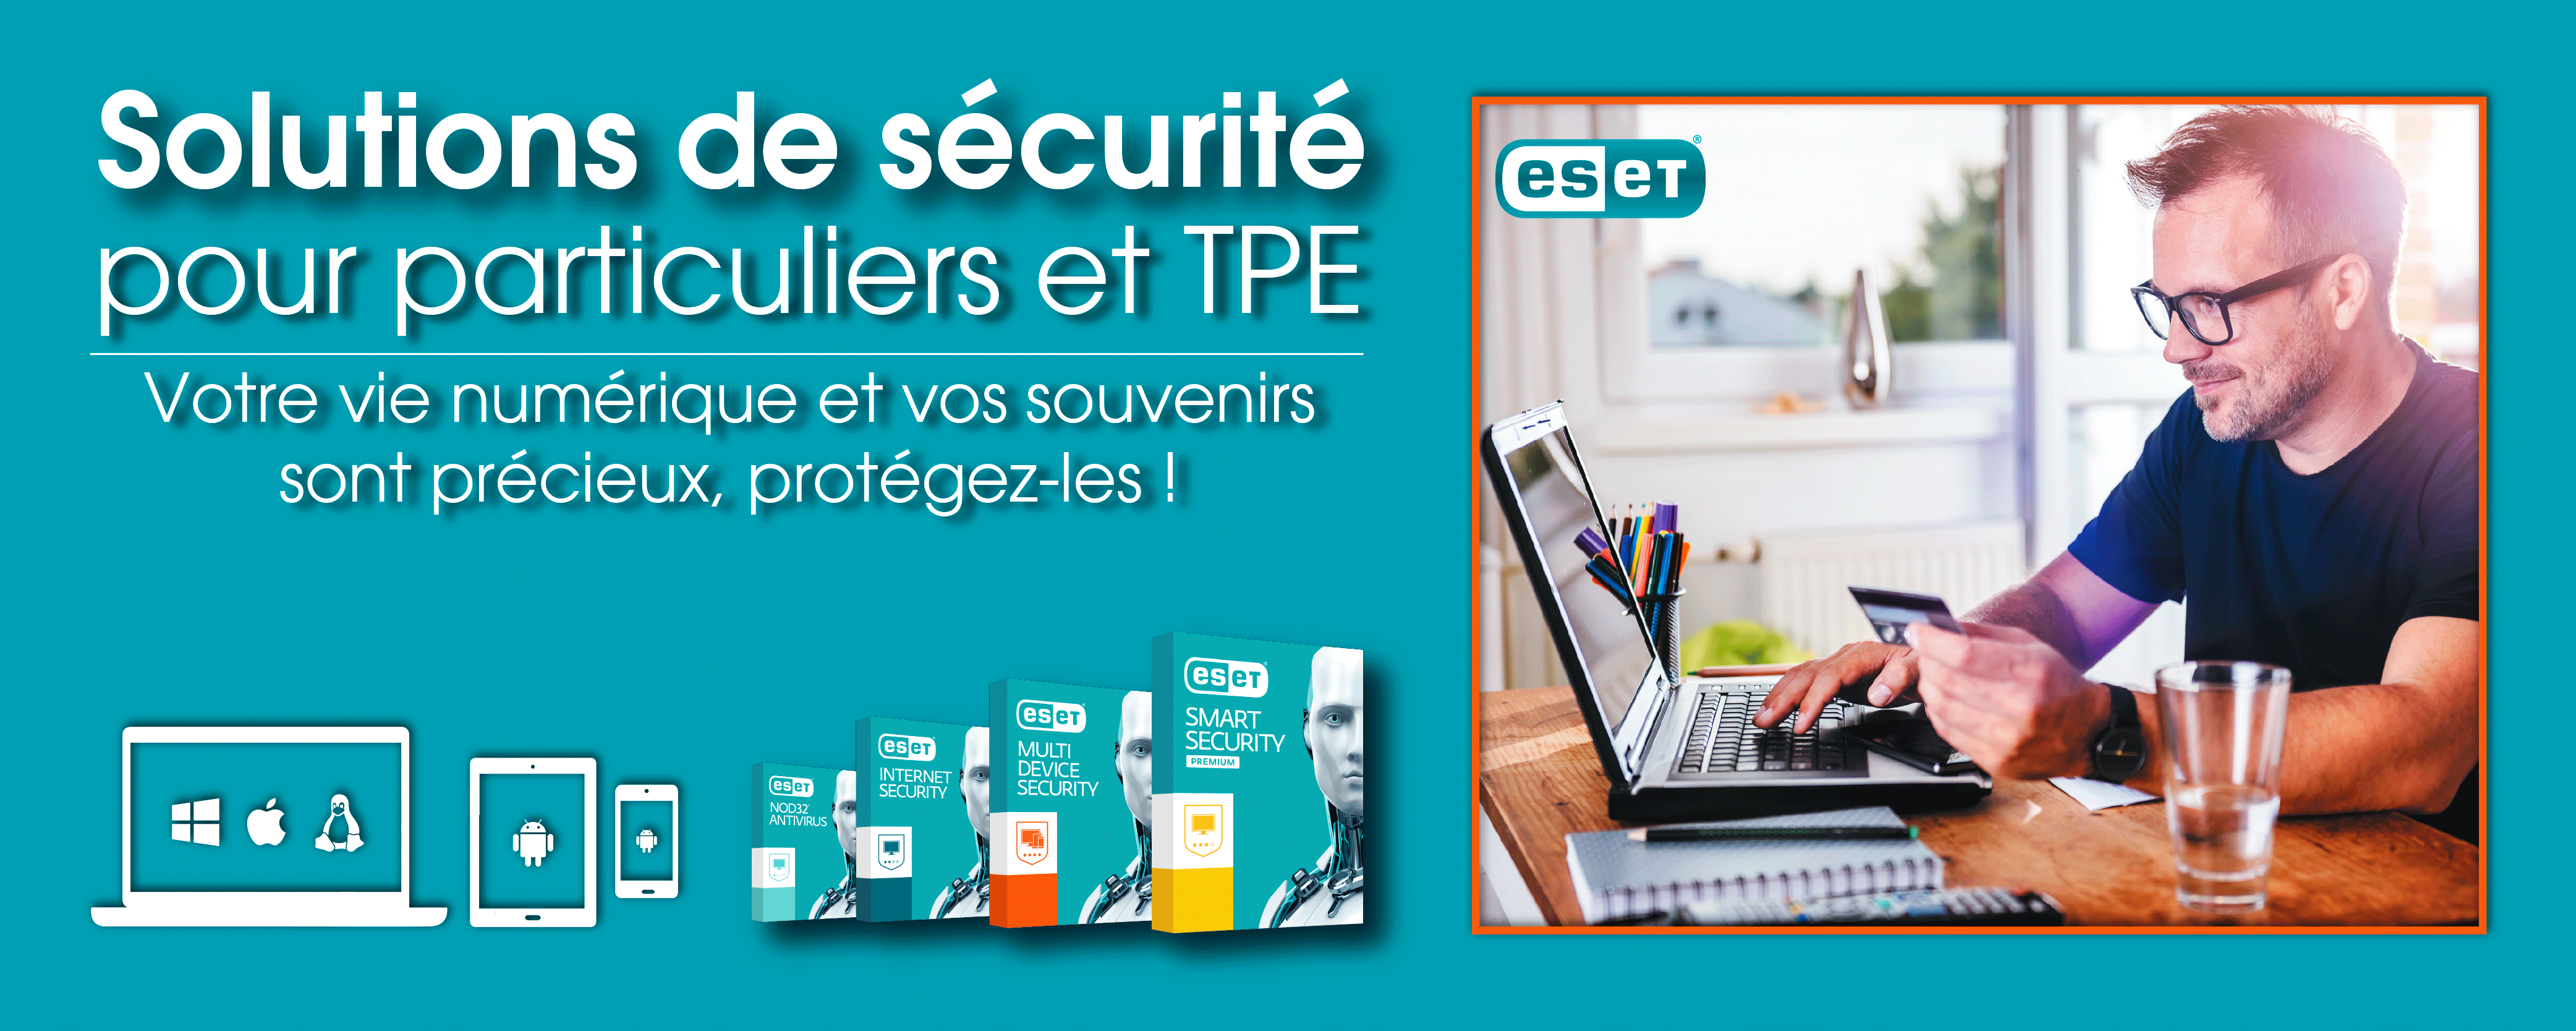 Solutions de sécurité
pour particuliers et TPE
Votre vie numérique et vos souvenirs
sont précieux, protégez-les !
eset
NOD32®
ANTIVIRUS
eset
INTERNET
SECURITY
eset
MULTI
DEVICE
SECURITY
eset
SMART
SECURITY
PREMIUM
eset®